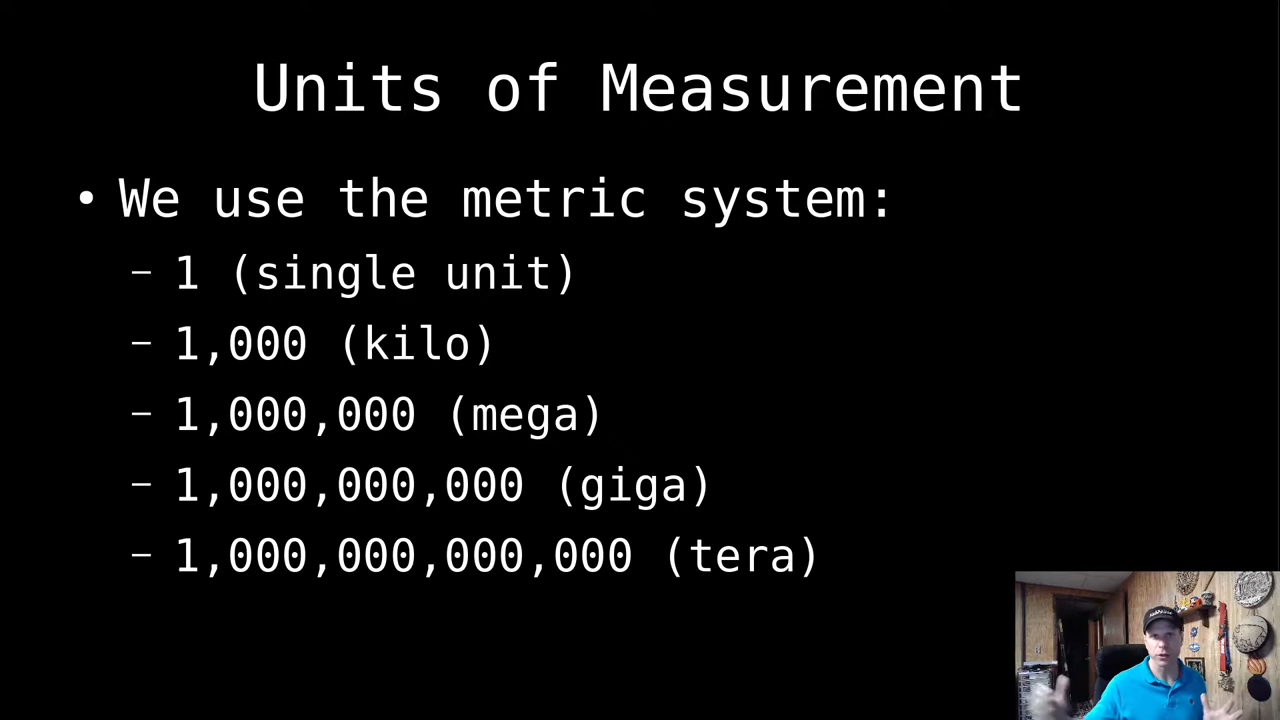 Units of Measurement
• We use the metric system:
– 1 (single unit)
– 1,000 (kilo)
– 1,000,000 (mega)
– 1,000,000,000 (giga)
– 1,000,000,000,000 (tera)